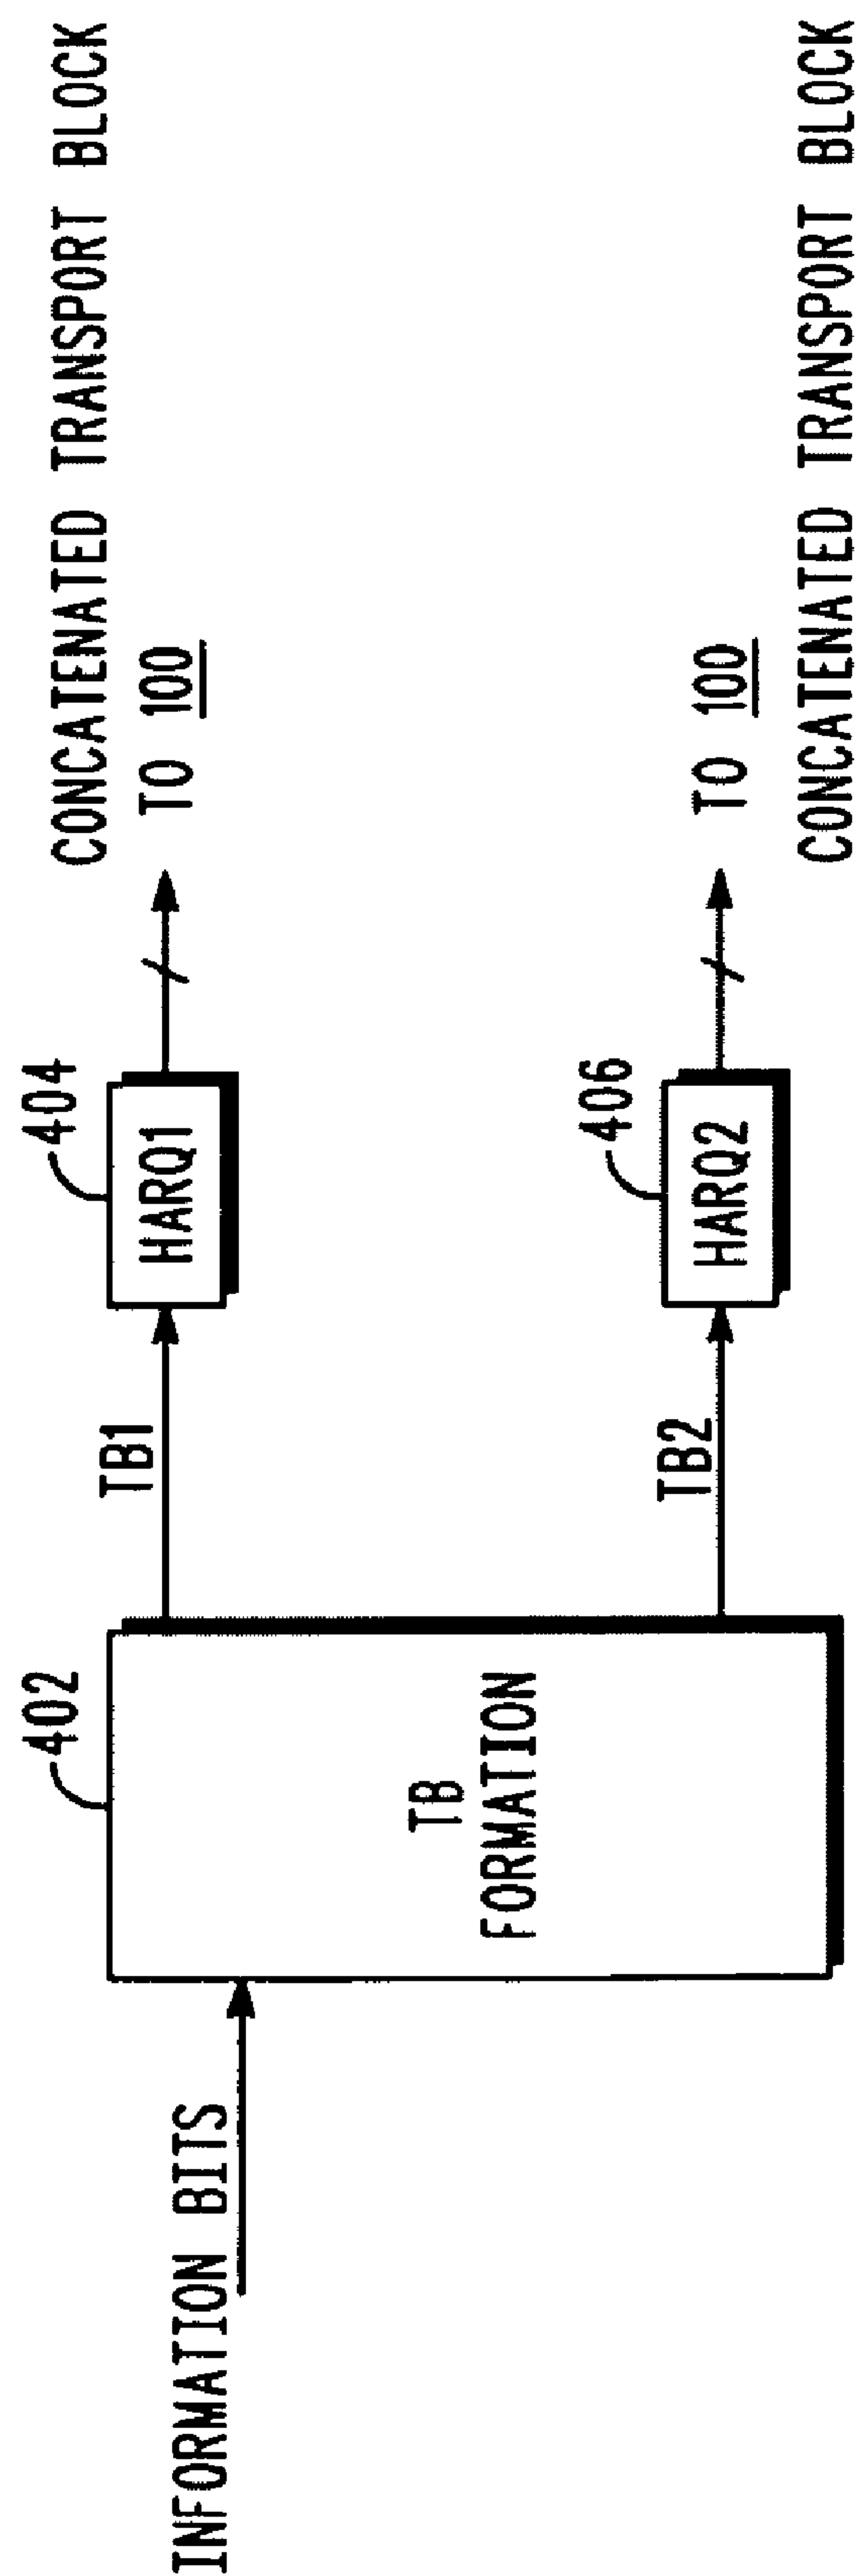 CONCATENATED TRANSPORT BLOCK
TO 100
404
HARQ1
TB1
402
TB
FORMATION
INFORMATION BITS
406
HARQ2
TB2
TO 100
CONCATENATED TRANSPORT BLOCK